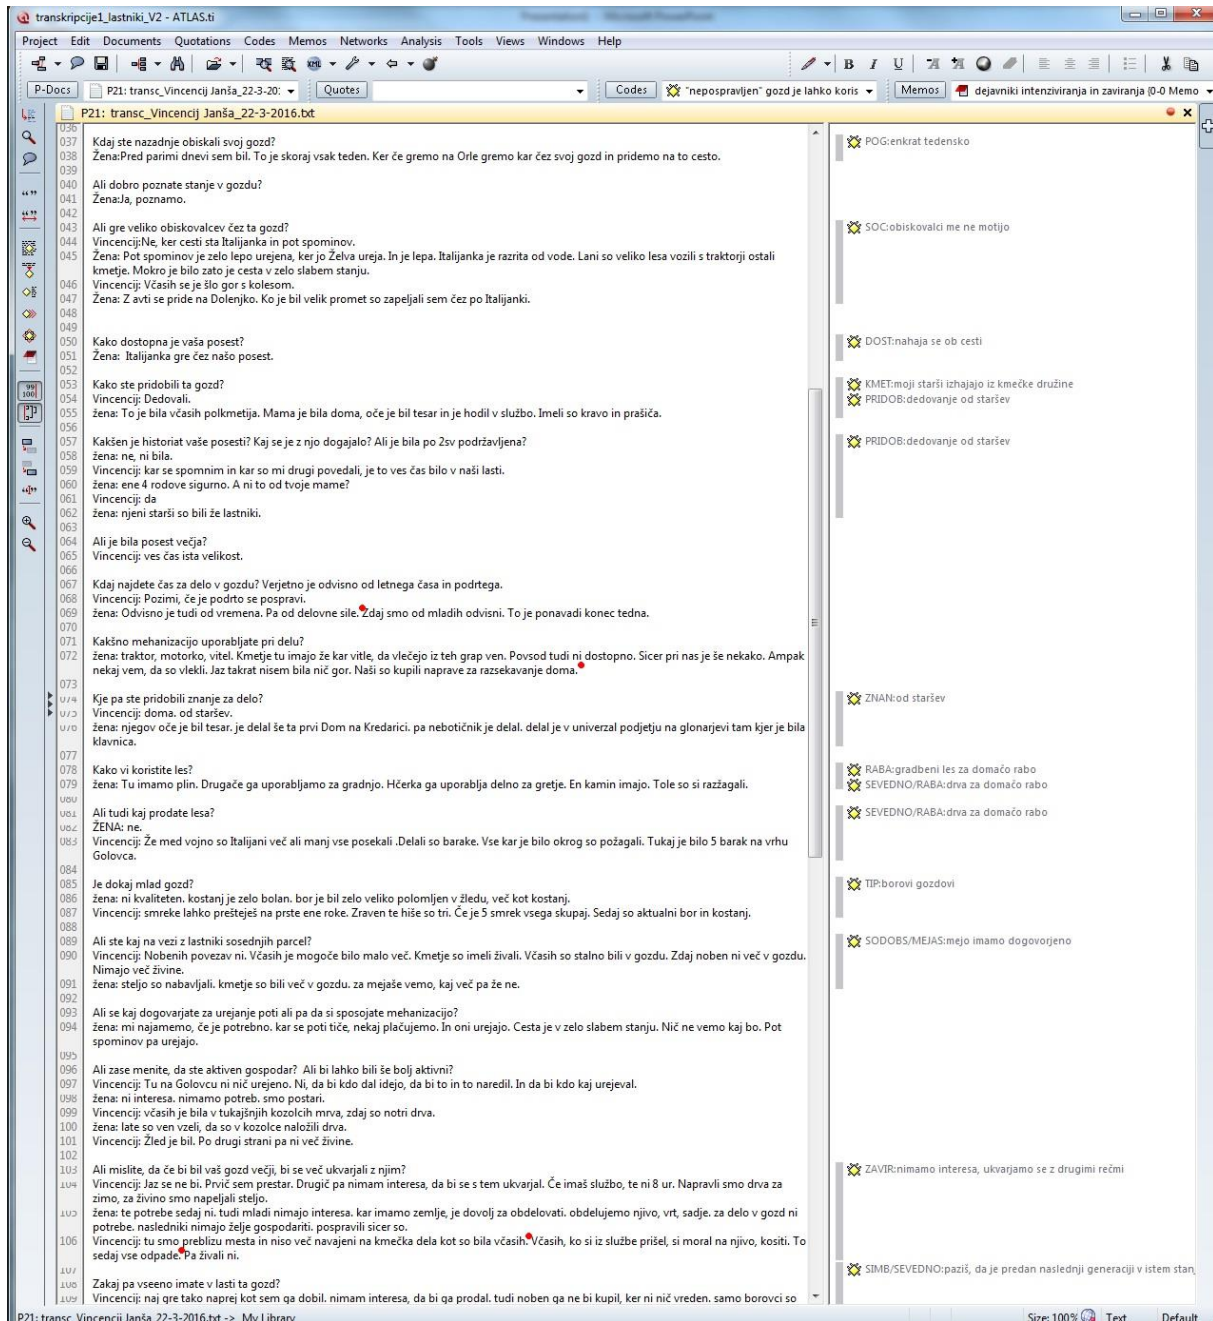 transkripcije1_lastniki_V2 - ATLAS.ti
Project Edit Documents Quotations Codes Memos Networks Analysis Tools Views Windows Help
B I U
P-Docs P21: transc_Vincencij Janša_22-3-20: Quotes Codes "nepospravljen" gozd je lahko koris Memos dejavniki intenziviranja in zaviranja {0-0 Memo
P21: transc_Vincencij Janša_22-3-2016.txt
036
037 Kdaj ste nazadnje obiskali svoj gozd? POG:enkrat tedensko
038 Žena:Pred parimi dnevi sem bil. To je skoraj vsak teden. Ker če gremo na Orle gremo kar čez svoj gozd in pridemo na to cesto.
039
040 Ali dobro poznate stanje v gozdu?
041 Žena:Ja, poznamo.
042
043 Ali gre veliko obiskovalcev čez ta gozd? SOC:obiskovalci me ne motijo
044 Vincencij:Ne, ker cesti sta Italijanka in pot spominov.
045 Žena: Pot spominov je zelo lepo urejena, ker jo Želva ureja. In je lepa. Italijanka je razrita od vode. Lani so veliko lesa vozili s traktorji ostali
kmetje. Mokro je bilo zato je cesta v zelo slabem stanju.
046 Vincencij: Včasih se je šlo gor s kolesom.
047 Žena: Z avti se pride na Dolenjko. Ko je bil velik promet so zapeljali sem čez po Italijanki.
048
049
050 Kako dostopna je vaša posest? DOST:nahaja se ob cesti
051 Žena: Italijanka gre čez našo posest.
052
053 Kako ste pridobili ta gozd? KMET:moji starši izhajajo iz kmečke družine
054 Vincencij: Dedovali. PRIDOB:dedovanje od staršev
055 žena: To je bila včasih polkmetija. Mama je bila doma, oče je bil tesar in je hodil v službo. Imeli so kravo in prašiča.
056
057 Kakšen je historiat vaše posesti? Kaj se je z njo dogajalo? Ali je bila po 2sv podržavljena? PRIDOB:dedovanje od staršev
058 žena: ne, ni bila.
059 Vincencij: kar se spomnim in kar so mi drugi povedali, je to ves čas bilo v naši lasti.
060 žena: ene 4 rodove sigurno. A ni to od tvoje mame?
061 Vincencij: da
062 žena: njeni starši so bili že lastniki.
063
064 Ali je bila posest večja?
065 Vincencij: ves čas ista velikost.
066
067 Kdaj najdete čas za delo v gozdu? Verjetno je odvisno od letnega časa in podrtega.
068 Vincencij: Pozimi, če je podrto se pospravi.
069 žena: Odvisno je tudi od vremena. Pa od delovne sile. Zdaj smo od mladih odvisni. To je ponavadi konec tedna.
070
071 Kakšno mehanizacijo uporabljate pri delu?
072 žena: traktor, motorko, vitel. Kmetje tu imajo že kar vitle, da vlečejo iz teh grap ven. Povsod tudi ni dostopno. Sicer pri nas je še nekako. Ampak
nekaj vem, da so vlekli. Jaz takrat nisem bila nič gor. Naši so kupili naprave za razsekavanje doma.
073
074 Kje pa ste pridobili znanje za delo? ZNAN:od staršev
075 Vincencij: doma. od staršev.
076 žena: njegov oče je bil tesar. je delal še ta prvi Dom na Kredarici. pa nebotičnik je delal. delal je v univerzal podjetju na glonarjevi tam kjer je bila
klavnica.
077
078 Kako vi koristite les? RABA:gradbeni les za domačo rabo
079 žena: Tu imamo plin. Drugače ga uporabljamo za gradnjo. Hčerka ga uporablja delno za gretje. En kamin imajo. Tole so si razžagali. SEVEDNO/RABA:drva za domačo rabo
080
081 Ali tudi kaj prodate lesa? SEVEDNO/RABA:drva za domačo rabo
082 ŽENA: ne.
083 Vincencij: Že med vojno so Italijani več ali manj vse posekali .Delali so barake. Vse kar je bilo okrog so požagali. Tukaj je bilo 5 barak na vrhu
Golovca.
084
085 Je dokaj mlad gozd? TIP:borovi gozdovi
086 žena: ni kvaliteten. kostanj je zelo bolan. bor je bil zelo veliko polomljen v žledu, več kot kostanj.
087 Vincencij: smreke lahko prešteješ na prste ene roke. Zraven te hiše so tri. Če je 5 smrek vsega skupaj. Sedaj so aktualni bor in kostanj.
088
089 Ali ste kaj na vezi z lastniki sosednjih parcel? SODOBS/MEJAS:mejo imamo dogovorjeno
090 Vincencij: Nobenih povezav ni. Včasih je mogoče bilo malo več. Kmetje so imeli živali. Včasih so stalno bili v gozdu. Zdaj noben ni več v gozdu.
Nimajo več živine.
091 žena: steljo so nabavljali. kmetje so bili več v gozdu. za mejaše vemo, kaj več pa že ne.
092
093 Ali se kaj dogovarjate za urejanje poti ali pa da si sposojate mehanizacijo?
094 žena: mi najamemo, če je potrebno. kar se poti tiče, nekaj plačujemo. In oni urejajo. Cesta je v zelo slabem stanju. Nič ne vemo kaj bo. Pot
spominov pa urejajo.
095
096 Ali zase menite, da ste aktiven gospodar? Ali bi lahko bili še bolj aktivni?
097 Vincencij: Tu na Golovcu ni nič urejeno. Ni, da bi kdo dal idejo, da bi to in to naredil. In da bi kdo kaj urejeval.
098 žena: ni interesa. nimamo potreb. smo postari.
099 Vincencij: včasih je bila v tukajšnjih kozolcih mrva, zdaj so notri drva.
100 žena: late so ven vzeli, da so v kozolce naložili drva.
101 Vincencij: Žled je bil. Po drugi strani pa ni več živine.
102
103 Ali mislite, da če bi bil vaš gozd večji, bi se več ukvarjali z njim? ZAVIR:nimamo interesa, ukvarjamo se z drugimi rečmi
104 Vincencij: Jaz se ne bi. Prvič sem prestar. Drugič pa nimam interesa, da bi se s tem ukvarjal. Če imaš službo, te ni 8 ur. Napravli smo drva za
zimo, za živino smo napeljali steljo.
105 žena: te potrebe sedaj ni. tudi mladi nimajo interesa. kar imamo zemlje, je dovolj za obdelovati. obdelujemo njivo, vrt, sadje. za delo v gozd ni
potrebe. nasledniki nimajo želje gospodariti. pospravili sicer so.
106 Vincencij: tu smo preblizu mesta in niso več navajeni na kmečka dela kot so bila včasih. Včasih, ko si iz službe prišel, si moral na njivo, kositi. To
sedaj vse odpade. Pa živali ni.
107
108 Zakaj pa vseeno imate v lasti ta gozd? SIMB/SEVEDNO:paziš, da je predan naslednji generaciji v istem stanj
109 Vincencij: naj gre tako naprej kot sem ga dobil. nimam interesa, da bi ga prodal. tudi noben ga ne bi kupil, ker ni nič vreden. samo borovci so
P21: transc_Vincencij Janša_22-3-2016.txt -> My Library Size: 100% Text Default